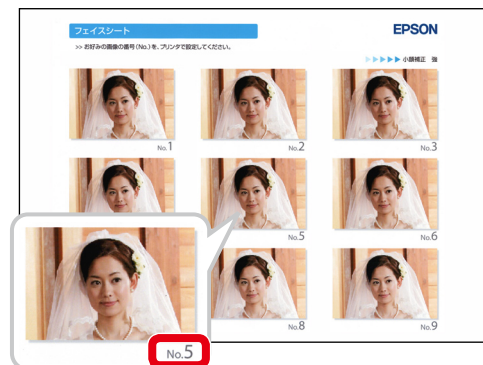 フェイスシート
EPSON
>> お好みの画像の番号(No.)を、プリンタで設定してください。
▶▶▶▶▶ 小顔補正 強
No.1
No.2
No.3
No.5
No.6
No.8
No.9
No.5